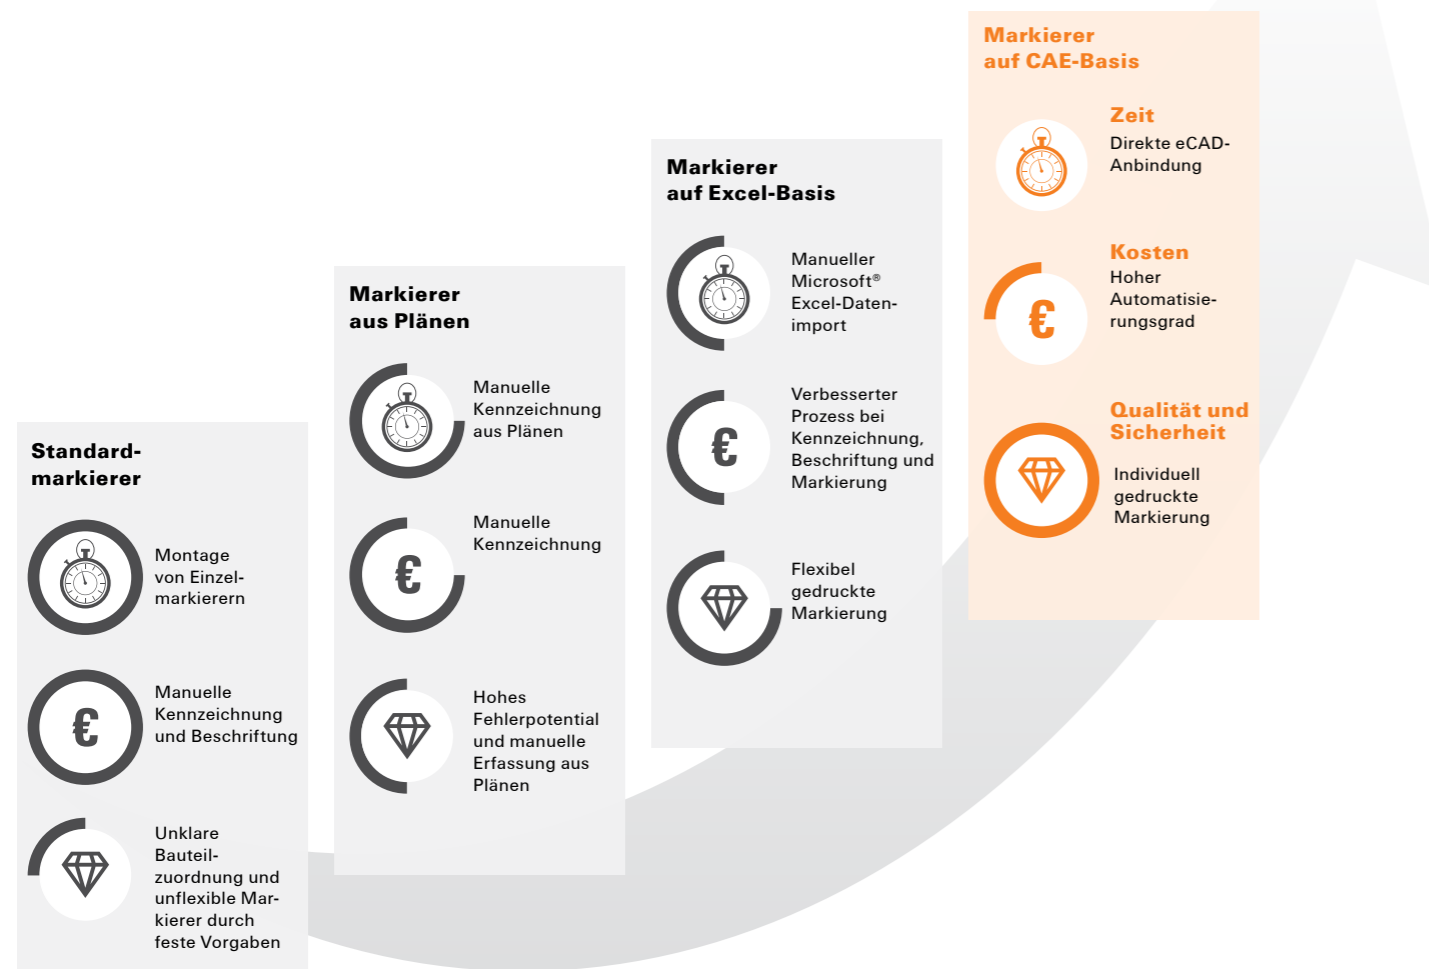 Standard-
markierer
Montage
von Einzel-
markierern
€
Manuelle
Kennzeichnung
und Beschriftung
Unklare
Bauteil-
zuordnung und
unflexible Mar-
kierer durch
feste Vorgaben
Markierer
aus Plänen
Manuelle
Kennzeichnung
aus Plänen
€
Manuelle
Kennzeichnung
Hohes
Fehlerpotential
und manuelle
Erfassung aus
Plänen
Markierer
auf Excel-Basis
Manueller
Microsoft®
Excel-Daten-
import
€
Verbesserter
Prozess bei
Kennzeichnung,
Beschriftung und
Markierung
Flexibel
gedruckte
Markierung
Markierer
auf CAE-Basis
Zeit
Direkte eCAD-
Anbindung
€
Kosten
Hoher
Automatisie-
rungsgrad
Qualität und
Sicherheit
Individuell
gedruckte
Markierung